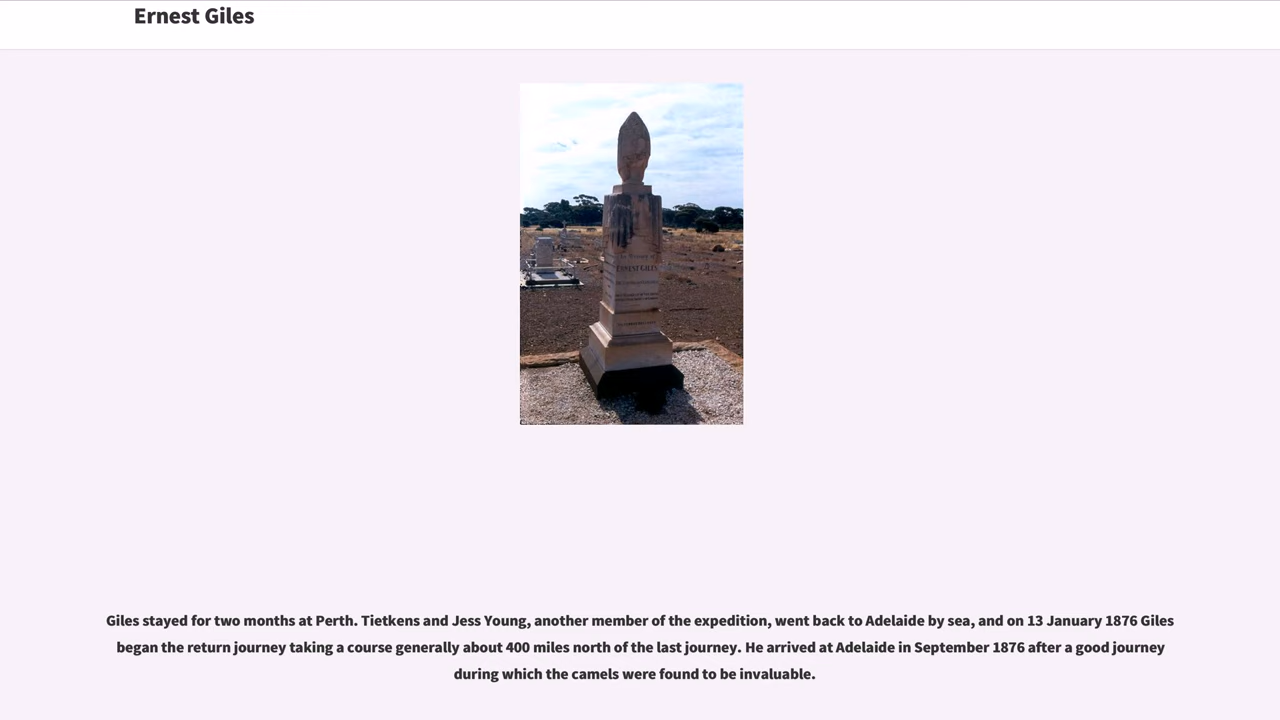 Ernest Giles
ERNEST GILES
Giles stayed for two months at Perth. Tietkens and Jess Young, another member of the expedition, went back to Adelaide by sea, and on 13 January 1876 Giles
began the return journey taking a course generally about 400 miles north of the last journey. He arrived at Adelaide in September 1876 after a good journey
during which the camels were found to be invaluable.